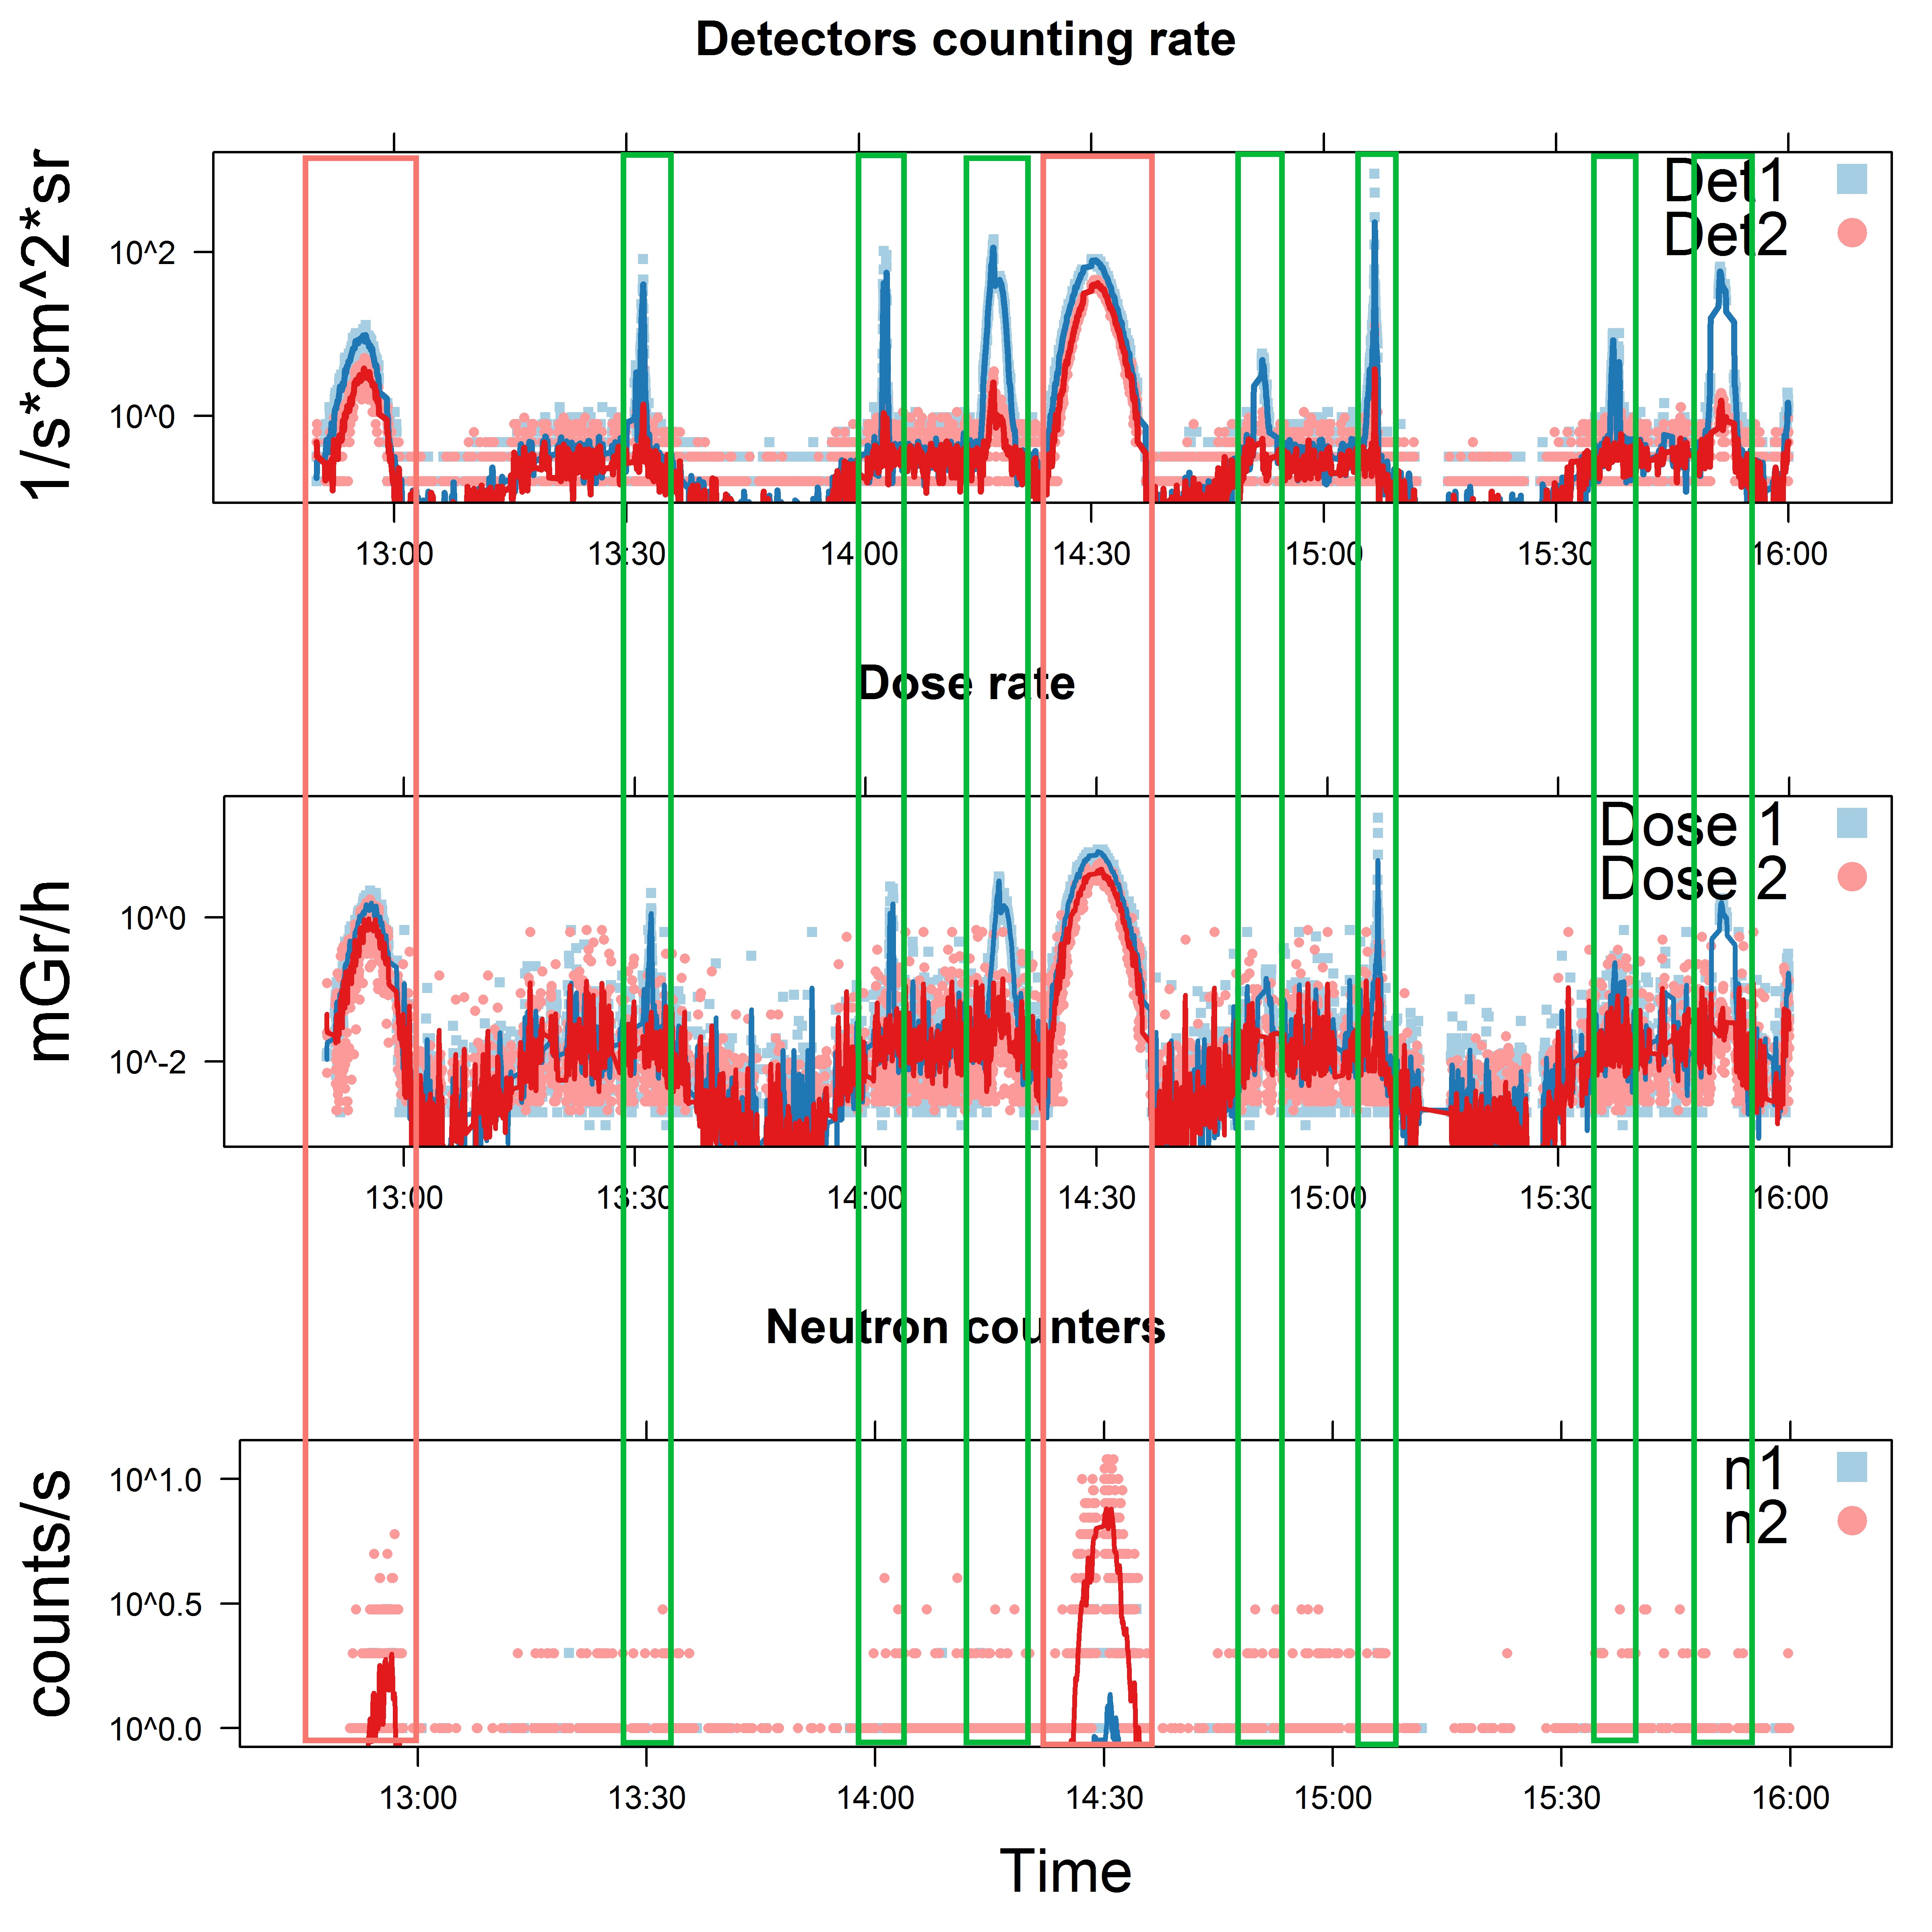 Detectors counting rate
1/s*cm^2*sr
10^2
10^0
Det1
Det2
13:00 13:30 14:00 14:30 15:00 15:30 16:00
Dose rate
mGr/h
10^0
10^-2
Dose 1
Dose 2
13:00 13:30 14:00 14:30 15:00 15:30 16:00
Neutron counters
counts/s
10^1.0
10^0.5
10^0.0
n1
n2
13:00 13:30 14:00 14:30 15:00 15:30 16:00
Time